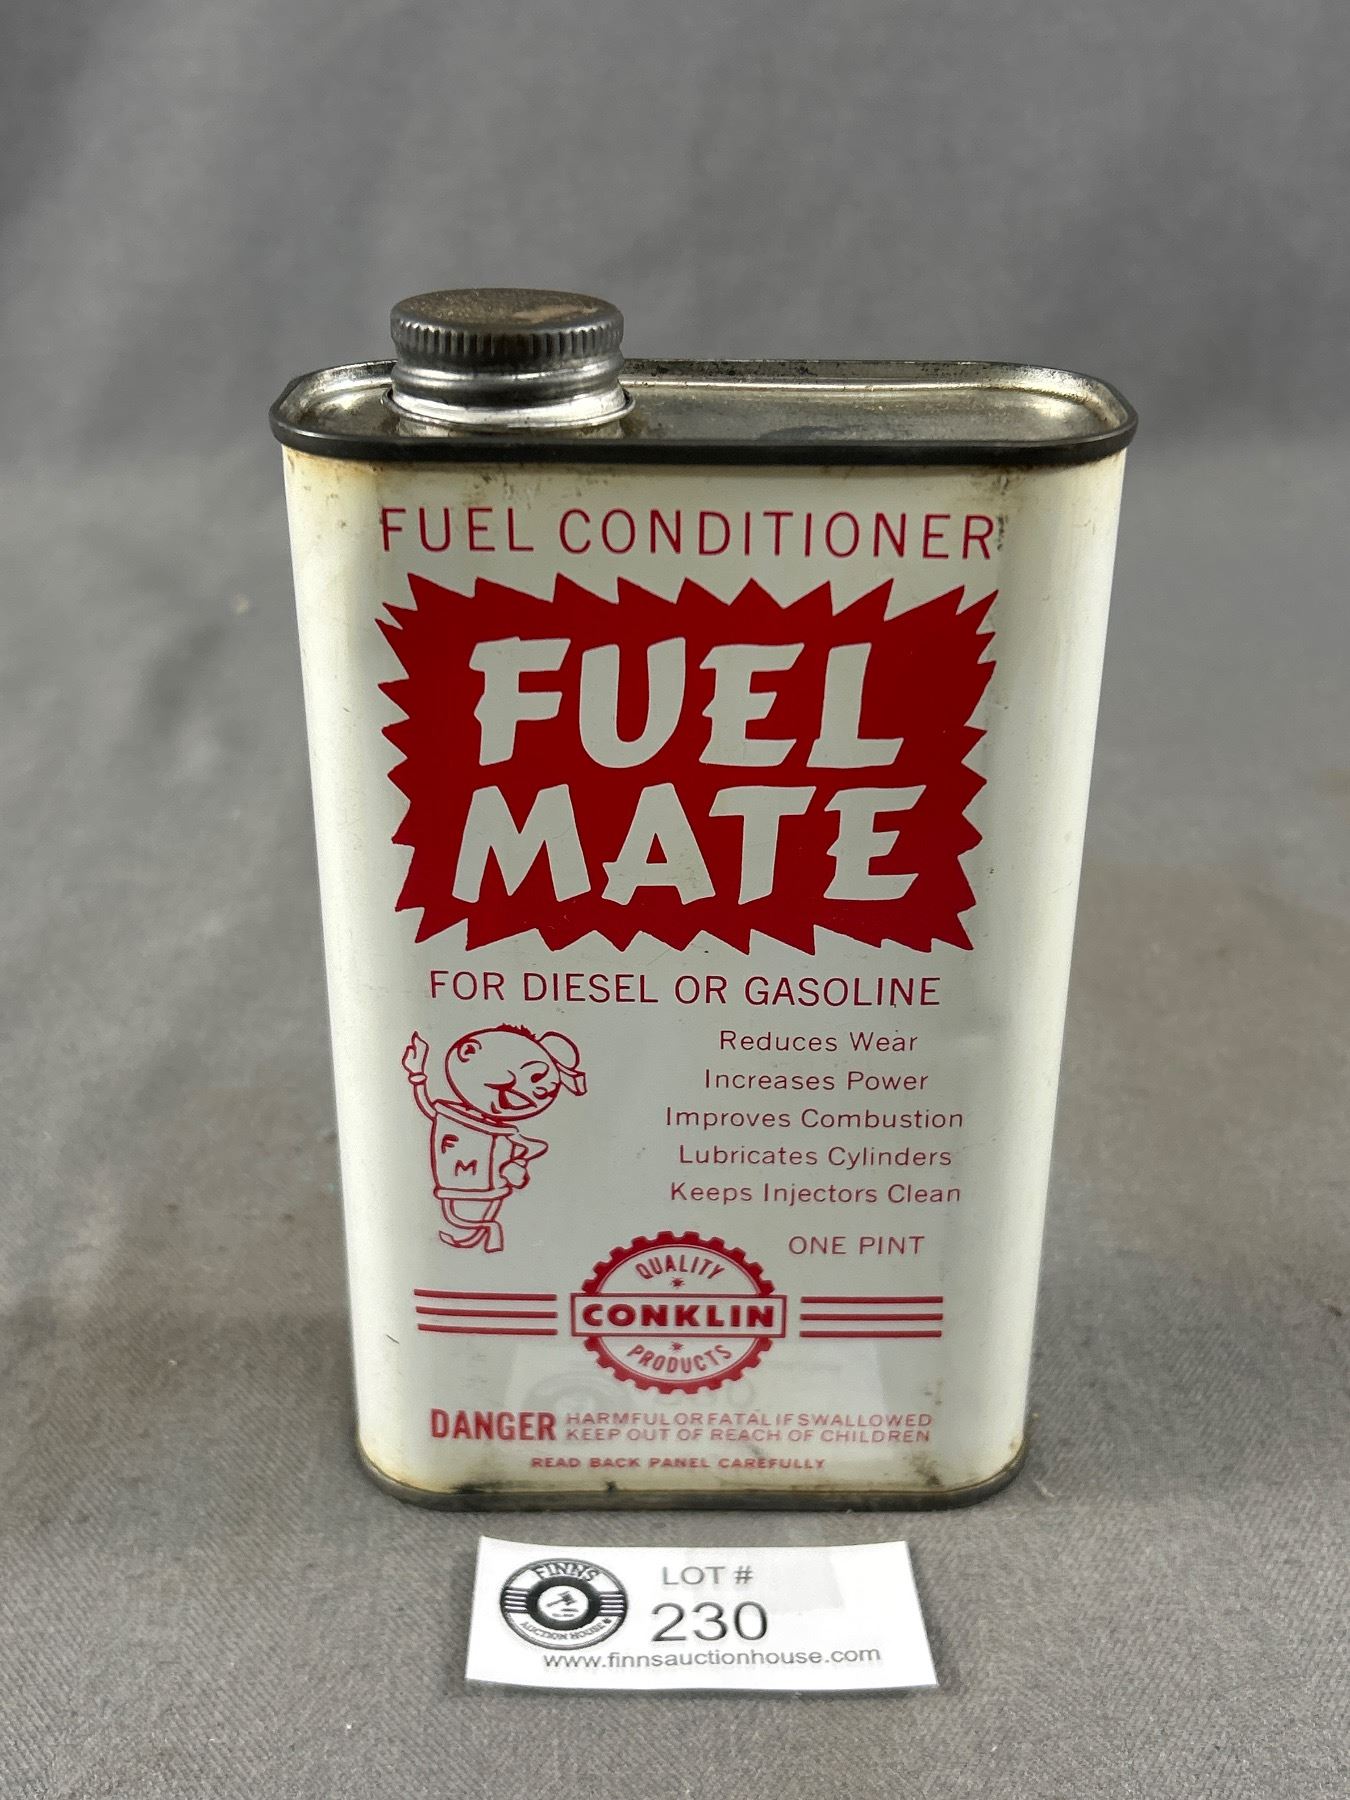 FUEL CONDITIONER
FUEL
MATE
FOR DIESEL OR GASOLINE
Reduces Wear
Increases Power
Improves Combustion
Lubricates Cylinders
Keeps Injectors Clean
F
M
ONE PINT
QUALITY
CONKLIN
PRODUCTS
DANGER HARMFUL OR FATAL IF SWALLOWED
KEEP OUT OF REACH OF CHILDREN
READ BACK PANEL CAREFULLY
FINNS
AUCTION HOUSE
LOT #
230
www.finnsauctionhouse.com